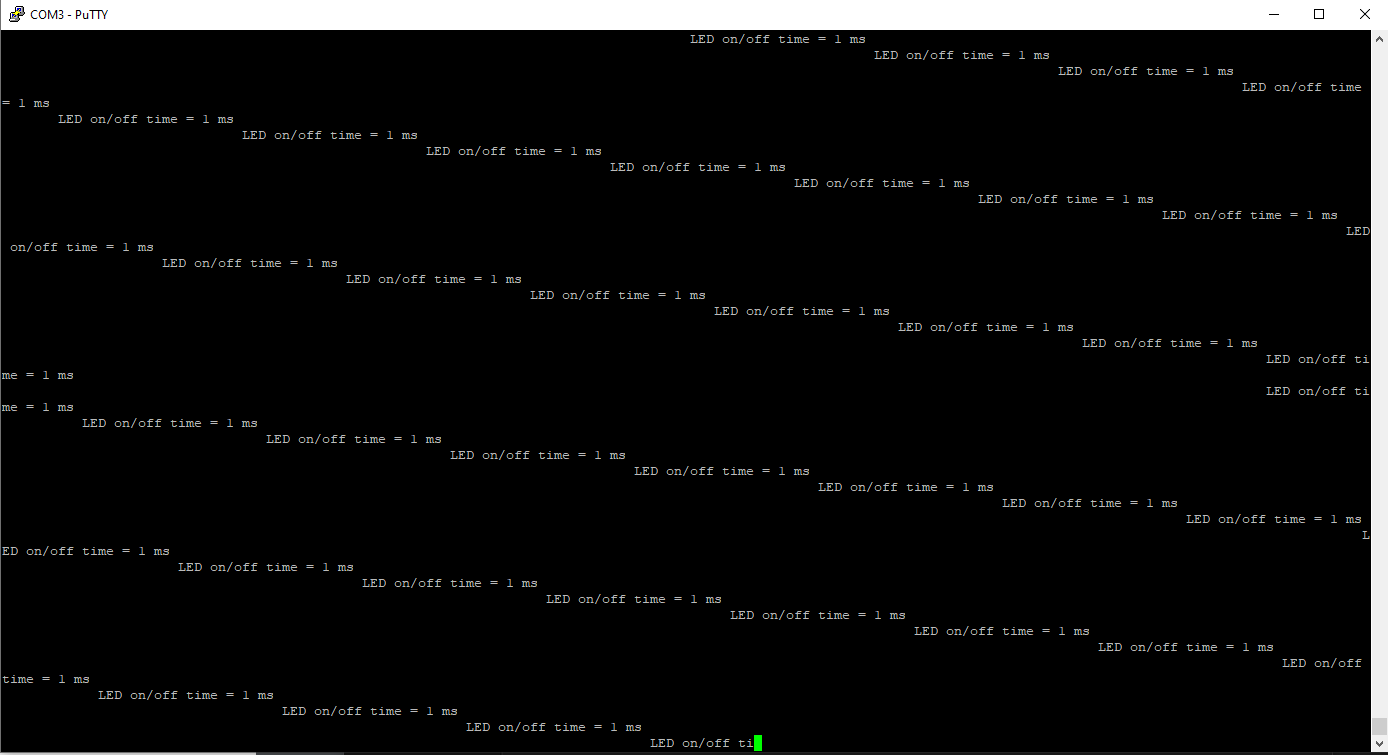 COM3 - PuTTY
LED on/off time = 1 ms
LED on/off time = 1 ms
LED on/off time = 1 ms
LED on/off time
= 1 ms
LED on/off time = 1 ms
LED on/off time = 1 ms
LED on/off time = 1 ms
LED on/off time = 1 ms
LED on/off time = 1 ms
LED on/off time = 1 ms
LED on/off time = 1 ms
LED
on/off time = 1 ms
LED on/off time = 1 ms
LED on/off time = 1 ms
LED on/off time = 1 ms
LED on/off time = 1 ms
LED on/off time = 1 ms
LED on/off time = 1 ms
LED on/off ti
me = 1 ms
LED on/off ti
me = 1 ms
LED on/off time = 1 ms
LED on/off time = 1 ms
LED on/off time = 1 ms
LED on/off time = 1 ms
LED on/off time = 1 ms
LED on/off time = 1 ms
LED on/off time = 1 ms
L
ED on/off time = 1 ms
LED on/off time = 1 ms
LED on/off time = 1 ms
LED on/off time = 1 ms
LED on/off time = 1 ms
LED on/off time = 1 ms
LED on/off time = 1 ms
LED on/off
time = 1 ms
LED on/off time = 1 ms
LED on/off time = 1 ms
LED on/off time = 1 ms
LED on/off ti